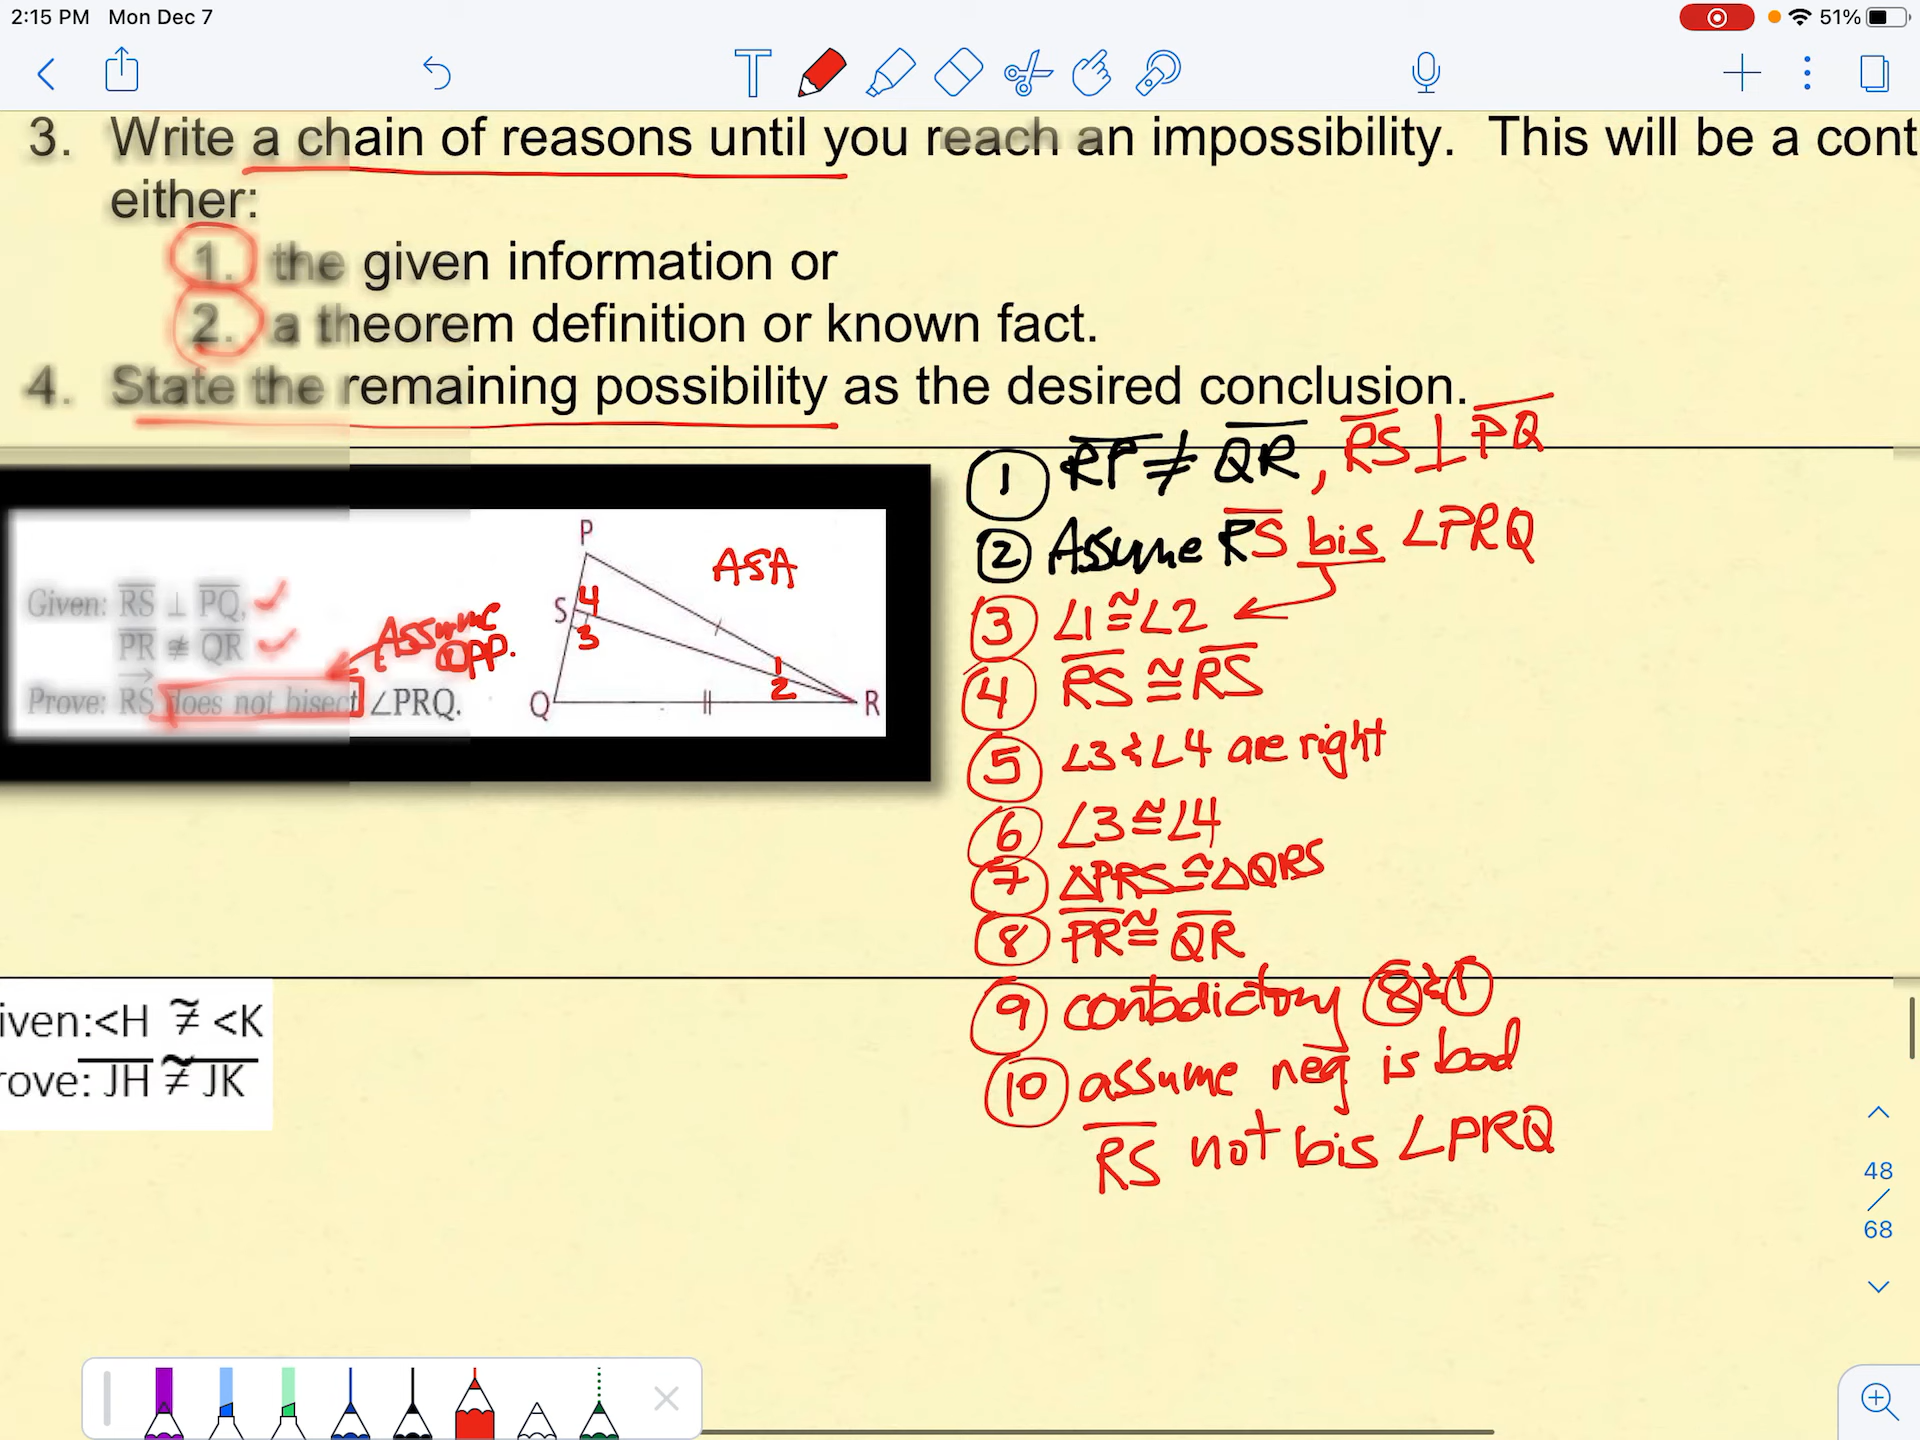 2:15 PM Mon Dec 7
51%
3. Write a chain of reasons until you reach an impossibility. This will be a cont
either:
1. the given information or
2. a theorem definition or known fact.
4. State the remaining possibility as the desired conclusion.
Given: RS ⊥ PQ,
PR ≇ QR
Prove: RS does not bisect ∠PRQ.
Assume
opp.
P
ASA
S 4
3
1
2
Q
R
① RP ≠ QR, RS ⊥ PQ
② Assume RS bis ∠PRQ
③ ∠1 ≅ ∠2
④ RS ≅ RS
⑤ ∠3 & ∠4 are right
⑥ ∠3 ≅ ∠4
⑦ △PRS ≅ △QRS
⑧ PR ≅ QR
⑨ contradictory ⑧ & ①
⑩ assume neg is bad
RS not bis ∠PRQ
iven:<H ≇ <K
rove: JH ≇ JK
48
/
68